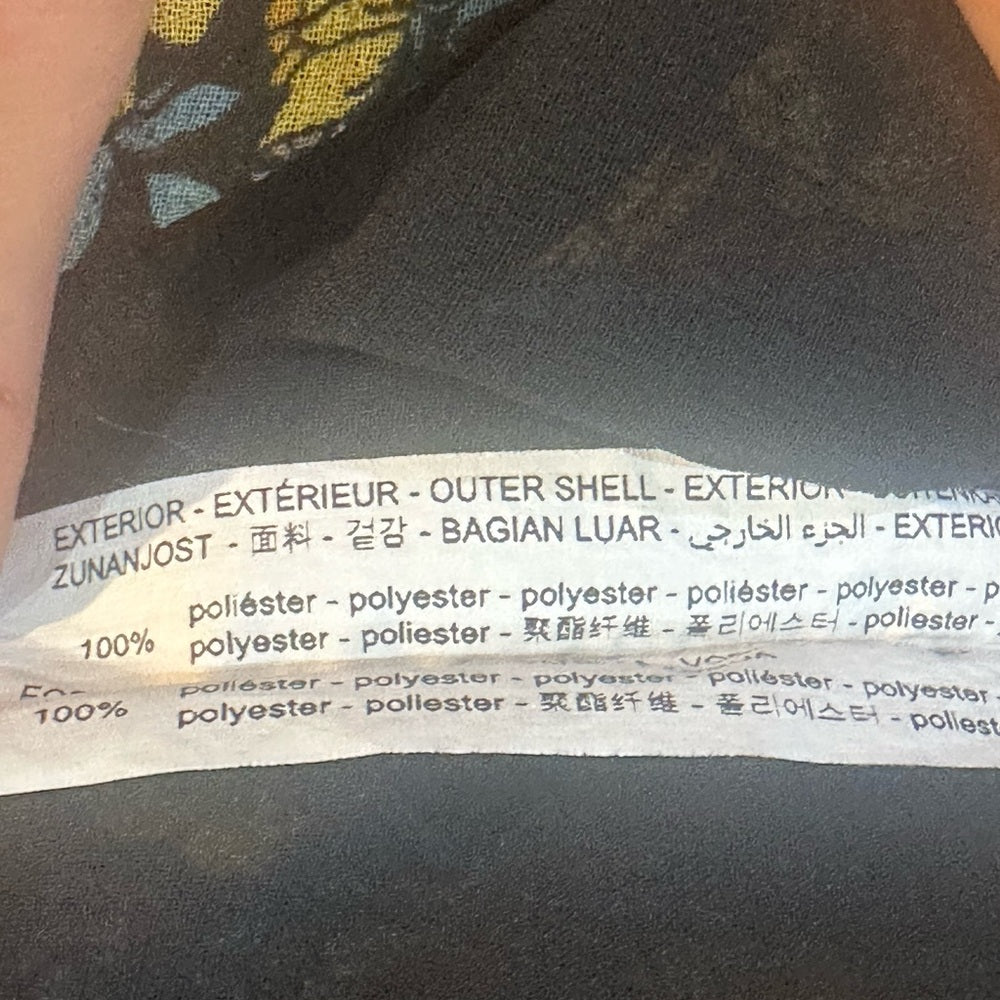 EXTERIOR - EXTÉRIEUR - OUTER SHELL - EXTERIOR
ZUNANJOST - 面料 - 겉감 - BAGIAN LUAR - الجزء الخارجي -
100% poliéster - polyester - polyester - poliéster - polyester -
polyester - poliester - 聚酯纤维 - 폴리에스터 - poliester -
100% poliéster - polyester - polyester - poliéster - polyester
polyester - poliester - 聚酯纤维 - 폴리에스터 -